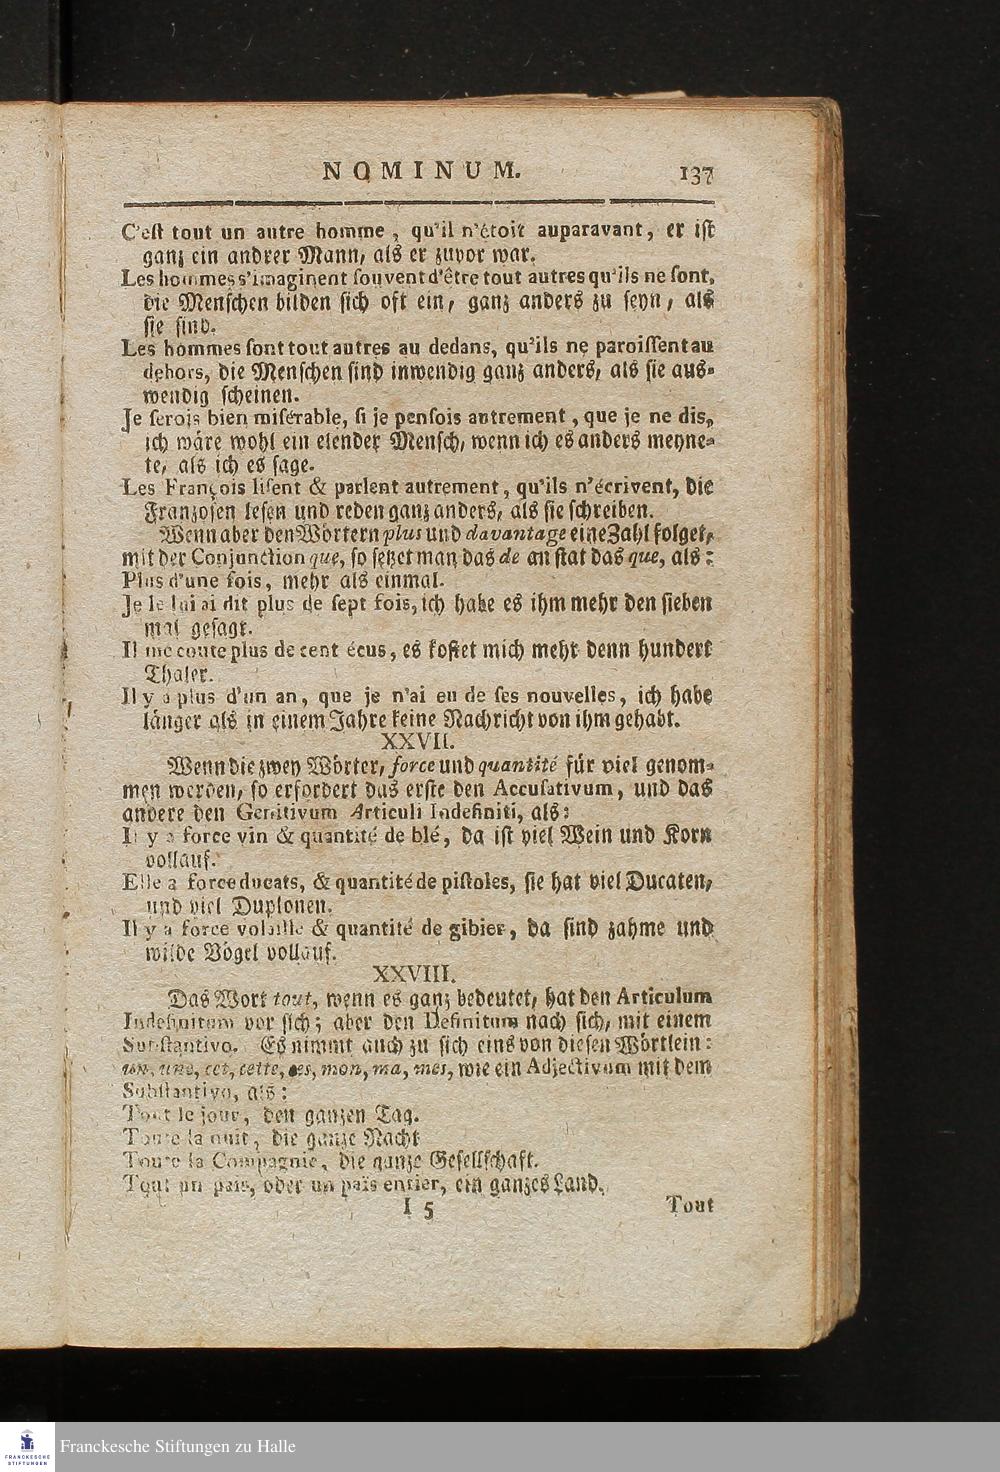 NOMINUM. 137
C'est tout un autre homme, qu'il n'étoit auparavant, er ist
ganz ein andrer Mann, als er zuvor war.
Les hommes s'imaginent souvent d'être tout autres qu'ils ne sont,
die Menschen bilden sich oft ein, ganz anders zu seyn, als
sie sind.
Les hommes sont tout autres au dedans, qu'ils ne paroissent au
dehors, die Menschen sind inwendig ganz anders, als sie aus-
wendig scheinen.
Je serois bien misérable, si je pensois autrement, que je ne dis,
ich wäre wohl ein elender Mensch, wenn ich es anders meyne-
te, als ich es sage.
Les François lisent & parlent autrement, qu'ils n'écrivent, die
Franzosen lesen und reden ganz anders, als sie schreiben.
Wenn aber den Wörtern plus und davantage eine Zahl folget,
mit der Conjunction que, so setzet man das de anstat das que, als:
Plus d'une fois, mehr als einmal.
Je le lui ai dit plus de sept fois, ich habe es ihm mehr den sieben
mal gesagt.
Il me coute plus de cent écus, es kostet mich mehr denn hundert
Thaler.
Il y a plus d'un an, que je n'ai eu de ses nouvelles, ich habe
länger als in einem Jahre keine Nachricht von ihm gehabt.
XXVII.
Wenn die zwey Wörter, force und quantité für viel genom-
men werden, so erfordert das erste den Accusativum, und das
andere den Genitivum Articuli Indefiniti, als:
Il y a force vin & quantité de blé, da ist viel Wein und Korn
vollauf.
Elle a force ducats, & quantité de pistoles, sie hat viel Ducaten,
und viel Duplonen.
Il y a force volaille & quantité de gibier, da sind zahme und
wilde Vögel vollauf.
XXVIII.
Das Wort tout, wenn es ganz bedeutet, hat den Articulum
Indefinitum vor sich; aber den Definitum nach sich, mit einem
Substantivo. Es nimmt auch zu sich eins von diesen Wörtlein:
un, une, cet, cette, ces, mon, ma, mes, wie ein Adjectivum mit dem
Substantivo, als:
Tout le jour, den ganzen Tag.
Toute la nuit, die ganze Nacht
Toute la Compagnie, die ganze Gesellschaft.
Tout un païs, oder un païs entier, ein ganzes Land.
I 5 Tout
FRANCKESCHE STIFTUNGEN
Franckesche Stiftungen zu Halle